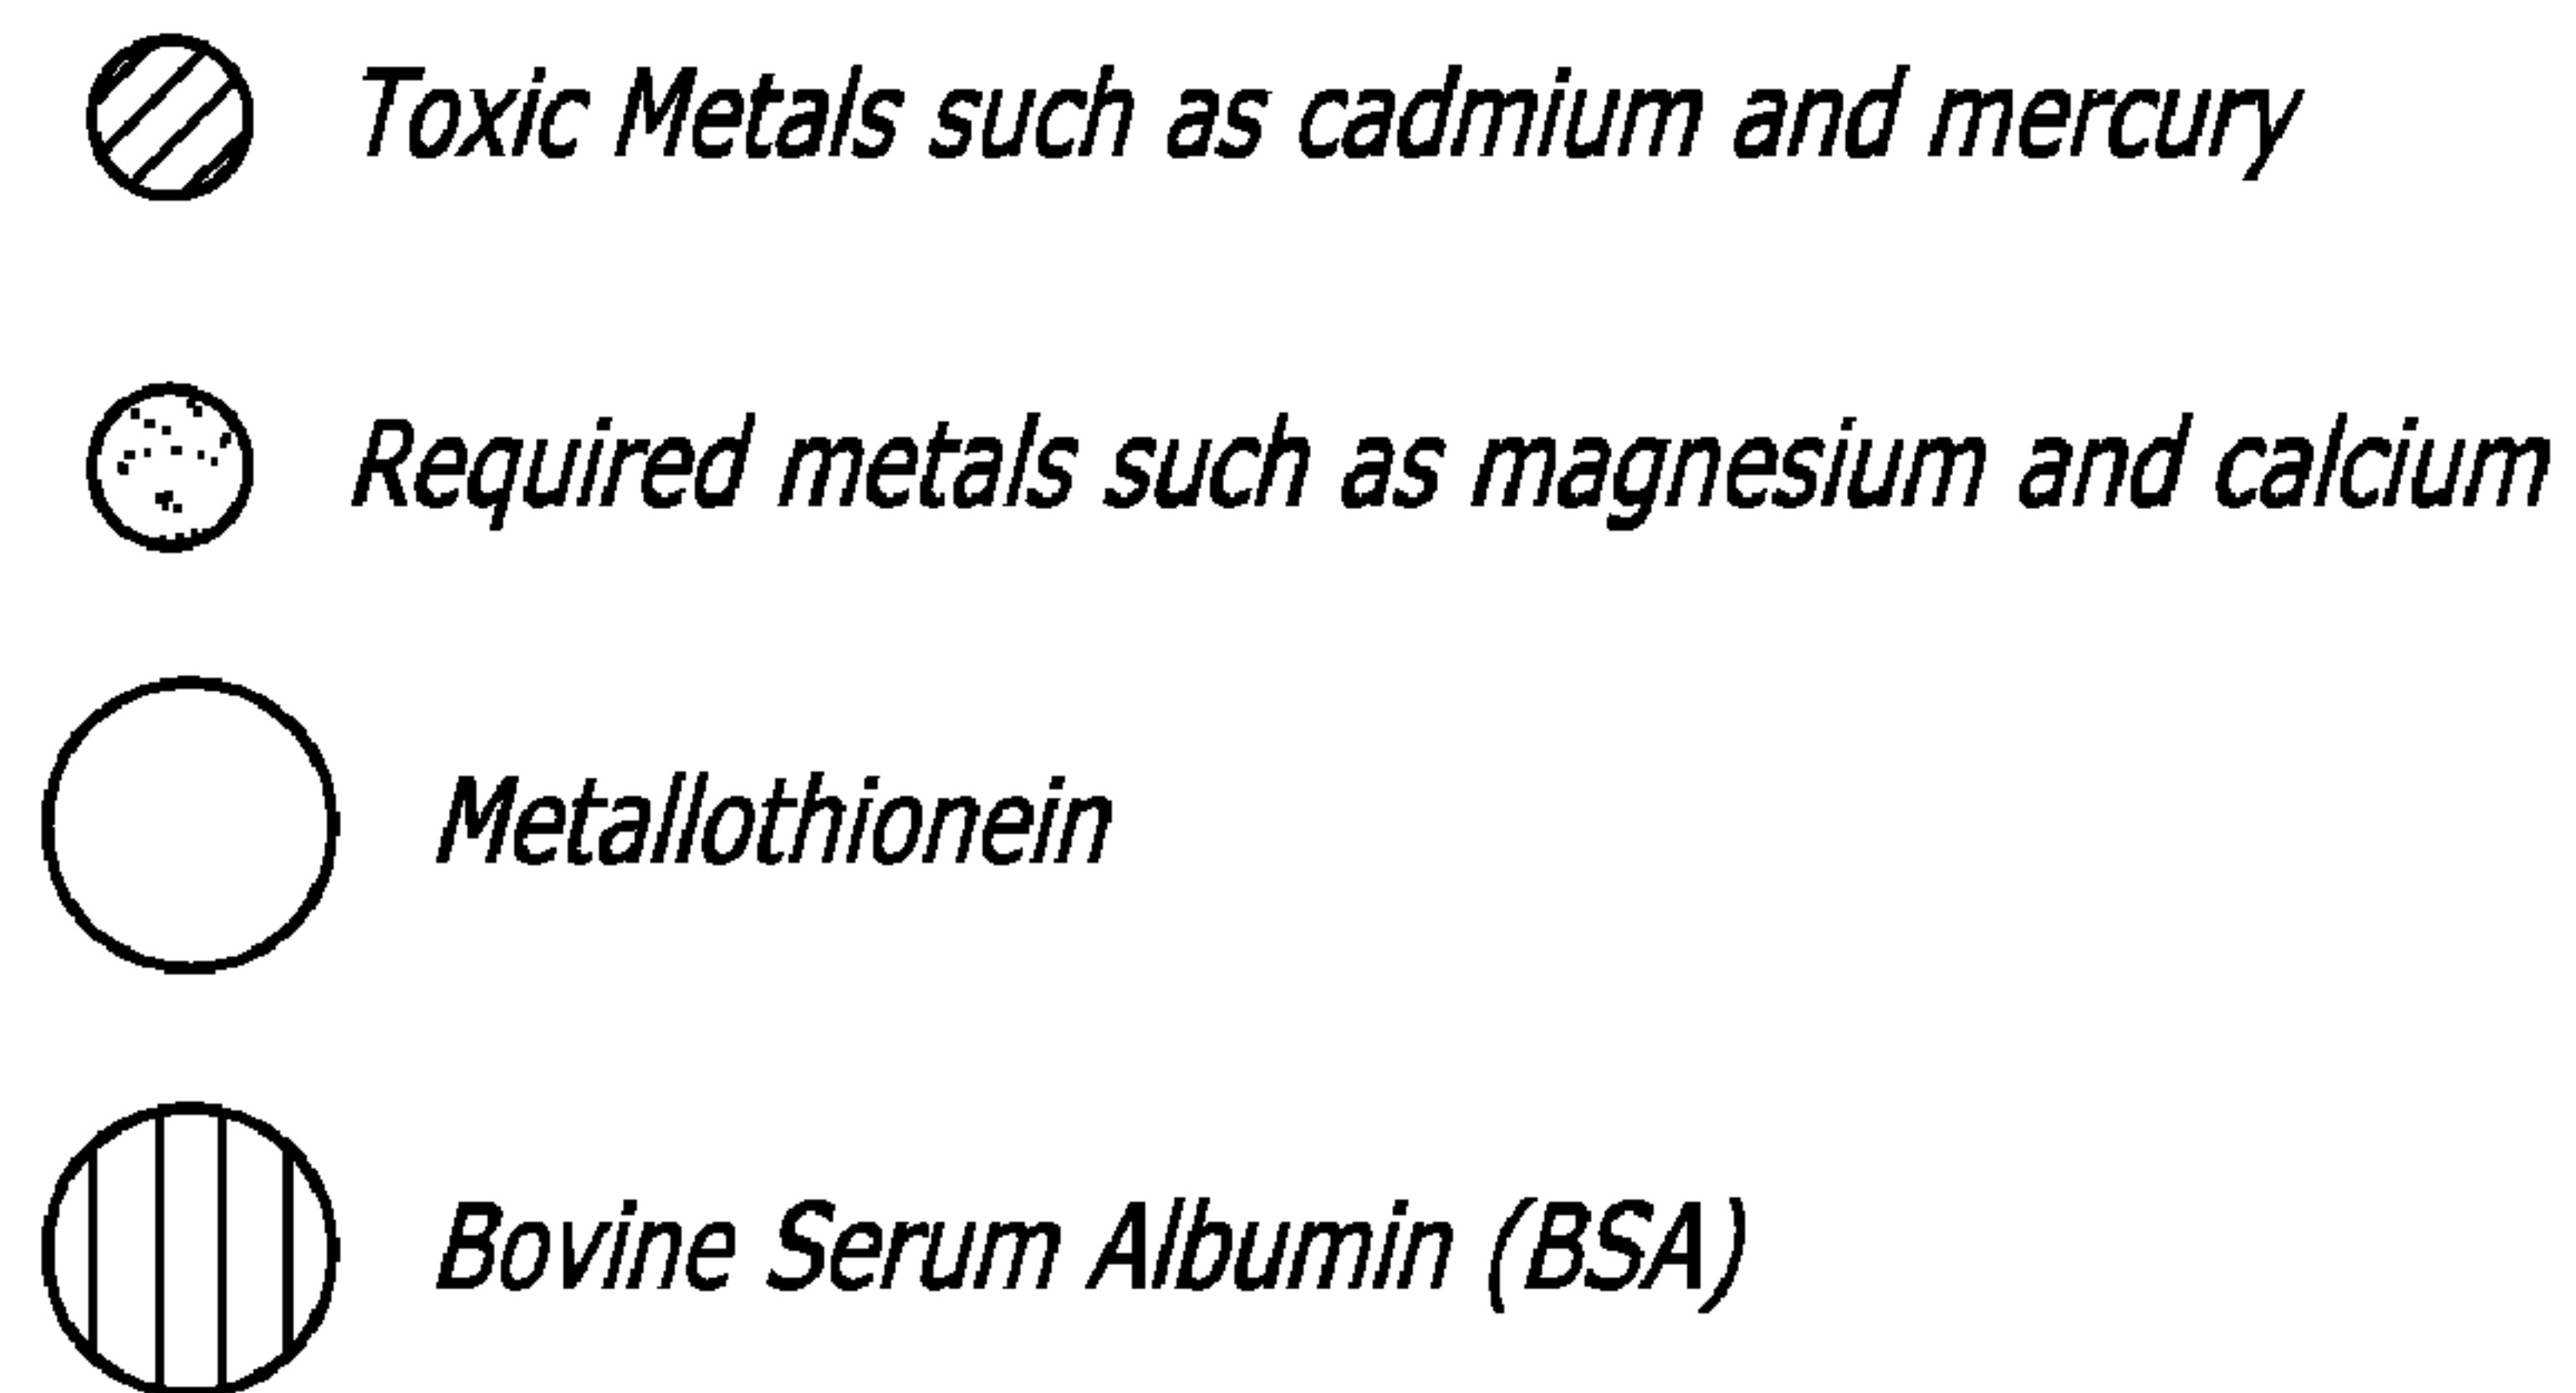 Toxic Metals such as cadmium and mercury
Required metals such as magnesium and calcium
Metallothionein
Bovine Serum Albumin (BSA)